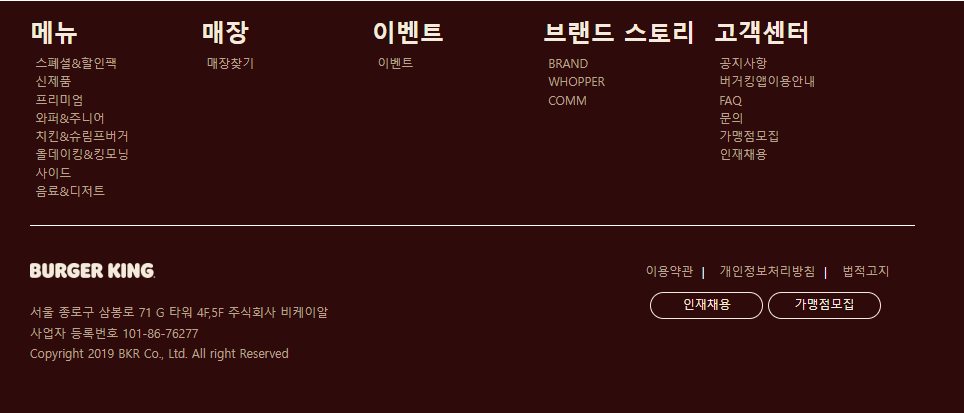 메뉴
스페셜&할인팩
신제품
프리미엄
와퍼&주니어
치킨&슈림프버거
올데이킹&킹모닝
사이드
음료&디저트
매장
매장찾기
이벤트
이벤트
브랜드 스토리
BRAND
WHOPPER
COMM
고객센터
공지사항
버거킹앱이용안내
FAQ
문의
가맹점모집
인재채용
BURGER KING
이용약관 | 개인정보처리방침 | 법적고지
인재채용 가맹점모집
서울 종로구 삼봉로 71 G 타워 4F,5F 주식회사 비케이알
사업자 등록번호 101-86-76277
Copyright 2019 BKR Co., Ltd. All right Reserved